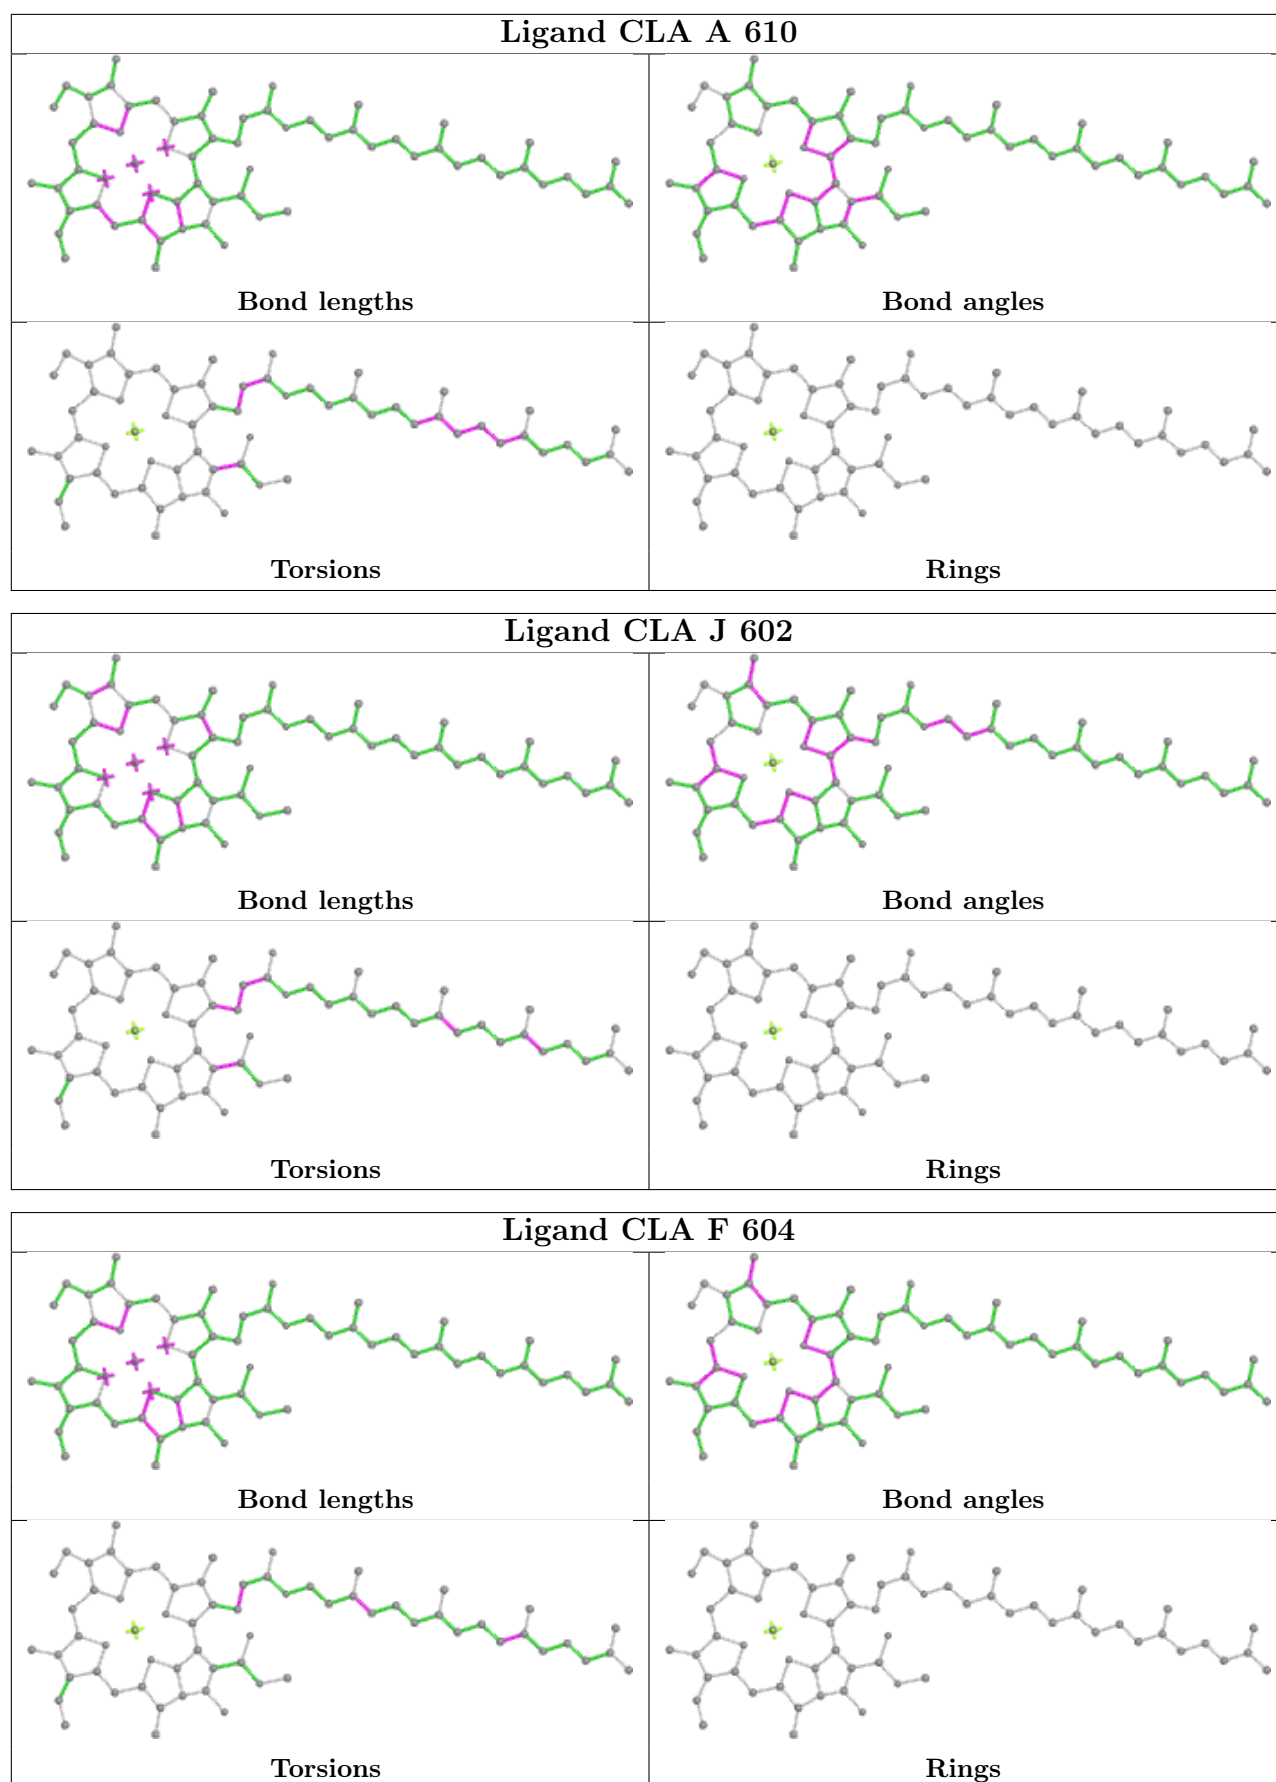 Ligand CLA A 610
Bond lengths
Bond angles
Torsions
Rings
Ligand CLA J 602
Bond lengths
Bond angles
Torsions
Rings
Ligand CLA F 604
Bond lengths
Bond angles
Torsions
Rings